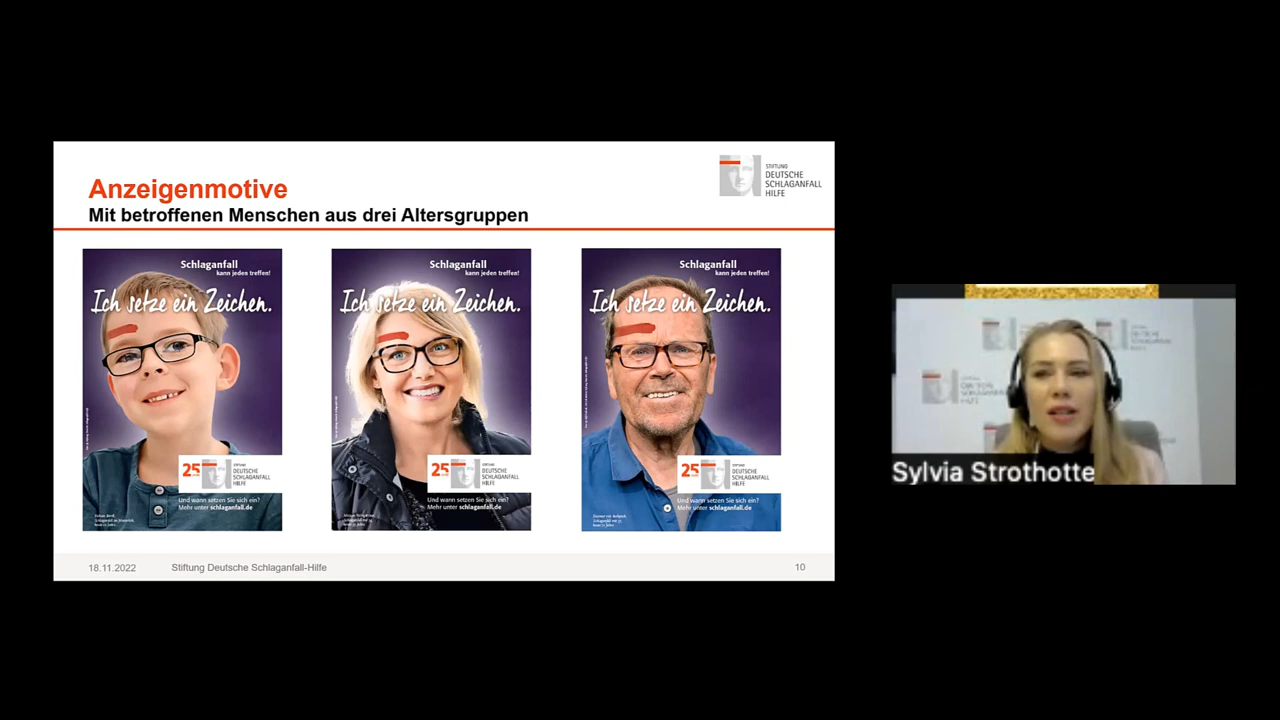 Anzeigenmotive
Mit betroffenen Menschen aus drei Altersgruppen
STIFTUNG
DEUTSCHE
SCHLAGANFALL
HILFE
Schlaganfall
kann jeden treffen!
Ich setze ein Zeichen.
25
STIFTUNG
DEUTSCHE
SCHLAGANFALL
HILFE
Und wann setzen Sie sich ein?
Mehr unter schlaganfall.de
Schlaganfall
kann jeden treffen!
Ich setze ein Zeichen.
25
STIFTUNG
DEUTSCHE
SCHLAGANFALL
HILFE
Und wann setzen Sie sich ein?
Mehr unter schlaganfall.de
Schlaganfall
kann jeden treffen!
Ich setze ein Zeichen.
25
STIFTUNG
DEUTSCHE
SCHLAGANFALL
HILFE
Und wann setzen Sie sich ein?
Mehr unter schlaganfall.de
18.11.2022 Stiftung Deutsche Schlaganfall-Hilfe 10
Sylvia Strothotte